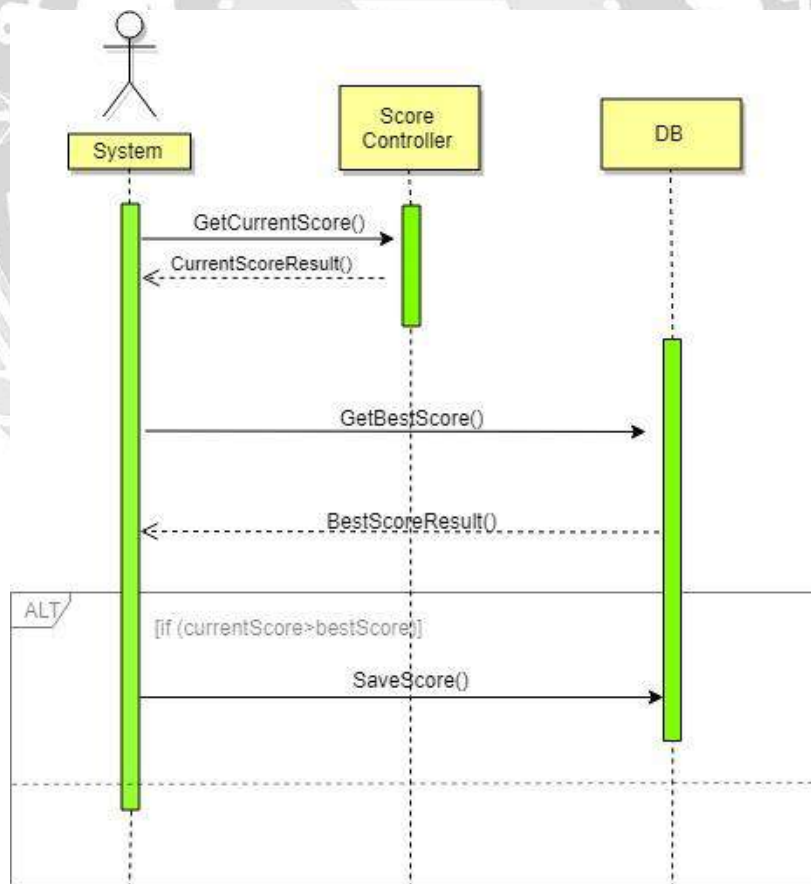 Score
Controller
DB
System
GetCurrentScore()
CurrentScoreResult()
GetBestScore()
BestScoreResult()
ALT
[if (currentScore>bestScore)]
SaveScore()